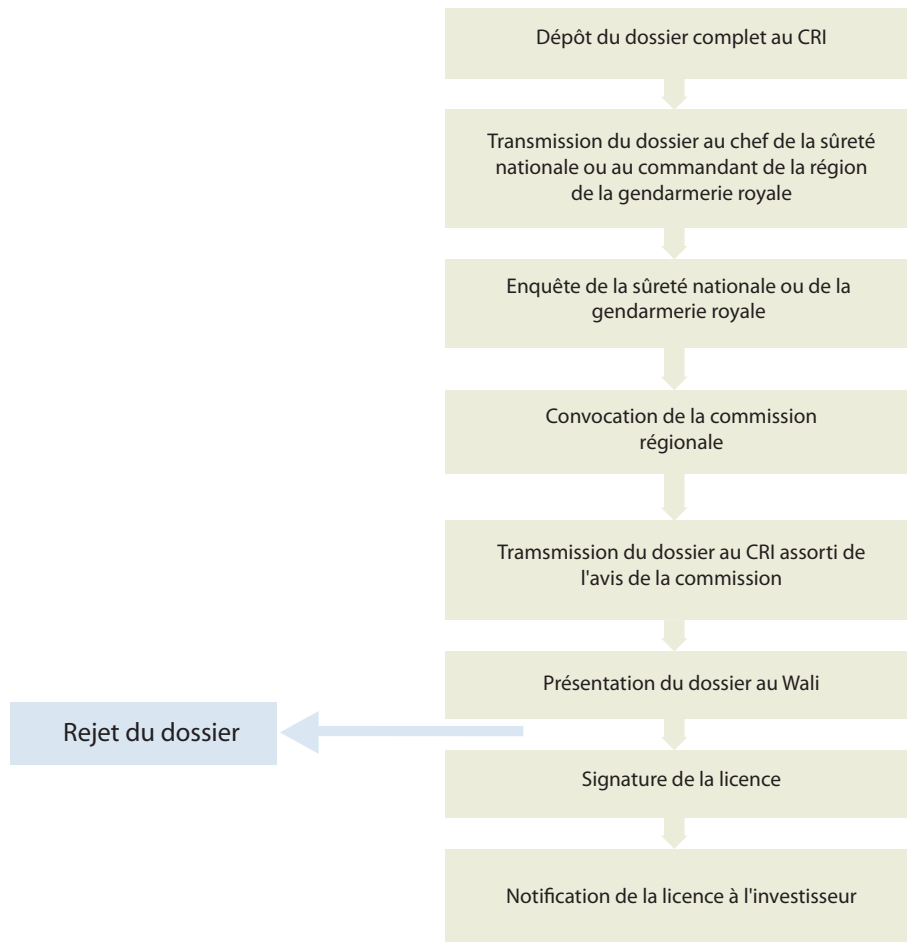 Dépôt du dossier complet au CRI
Transmission du dossier au chef de la sûreté
nationale ou au commandant de la région
de la gendarmerie royale
Enquête de la sûreté nationale ou de la
gendarmerie royale
Convocation de la commission
régionale
Tramsmission du dossier au CRI assorti de
l'avis de la commission
Présentation du dossier au Wali
Rejet du dossier
Signature de la licence
Notification de la licence à l'investisseur